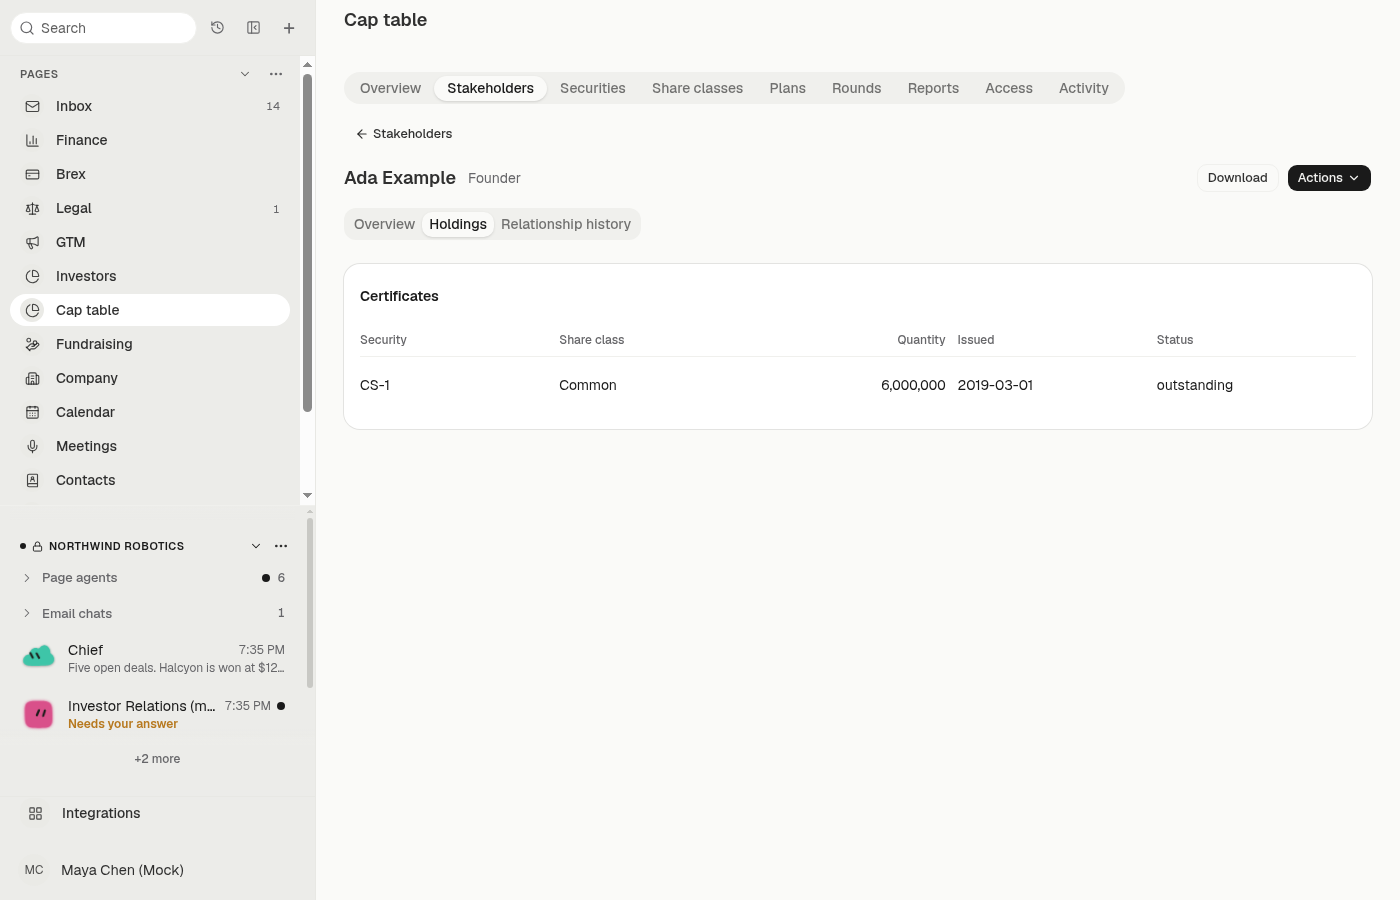 Search
PAGES
Inbox 14
Finance
Brex
Legal 1
GTM
Investors
Cap table
Fundraising
Company
Calendar
Meetings
Contacts
NORTHWIND ROBOTICS
Page agents 6
Email chats 1
Chief 7:35 PM
Five open deals. Halcyon is won at $12...
Investor Relations (m... 7:35 PM
Needs your answer
+2 more
Integrations
MC Maya Chen (Mock)
Cap table
Overview Stakeholders Securities Share classes Plans Rounds Reports Access Activity
Stakeholders
Ada Example Founder Download Actions
Overview Holdings Relationship history
Certificates
Security Share class Quantity Issued Status
CS-1 Common 6,000,000 2019-03-01 outstanding